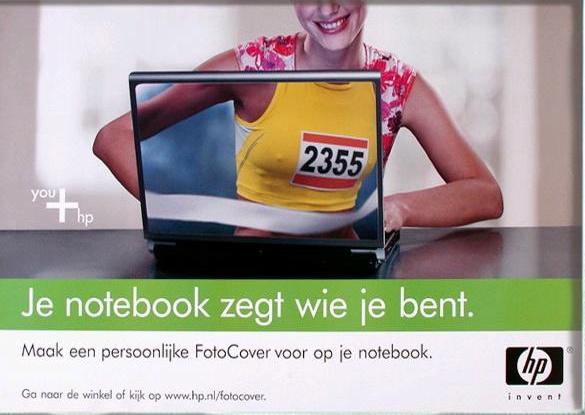 2355
you
+
hp
Je notebook zegt wie je bent.
Maak een persoonlijke FotoCover voor op je notebook.
Ga naar de winkel of kijk op www.hp.nl/fotocover.
hp
®
invent